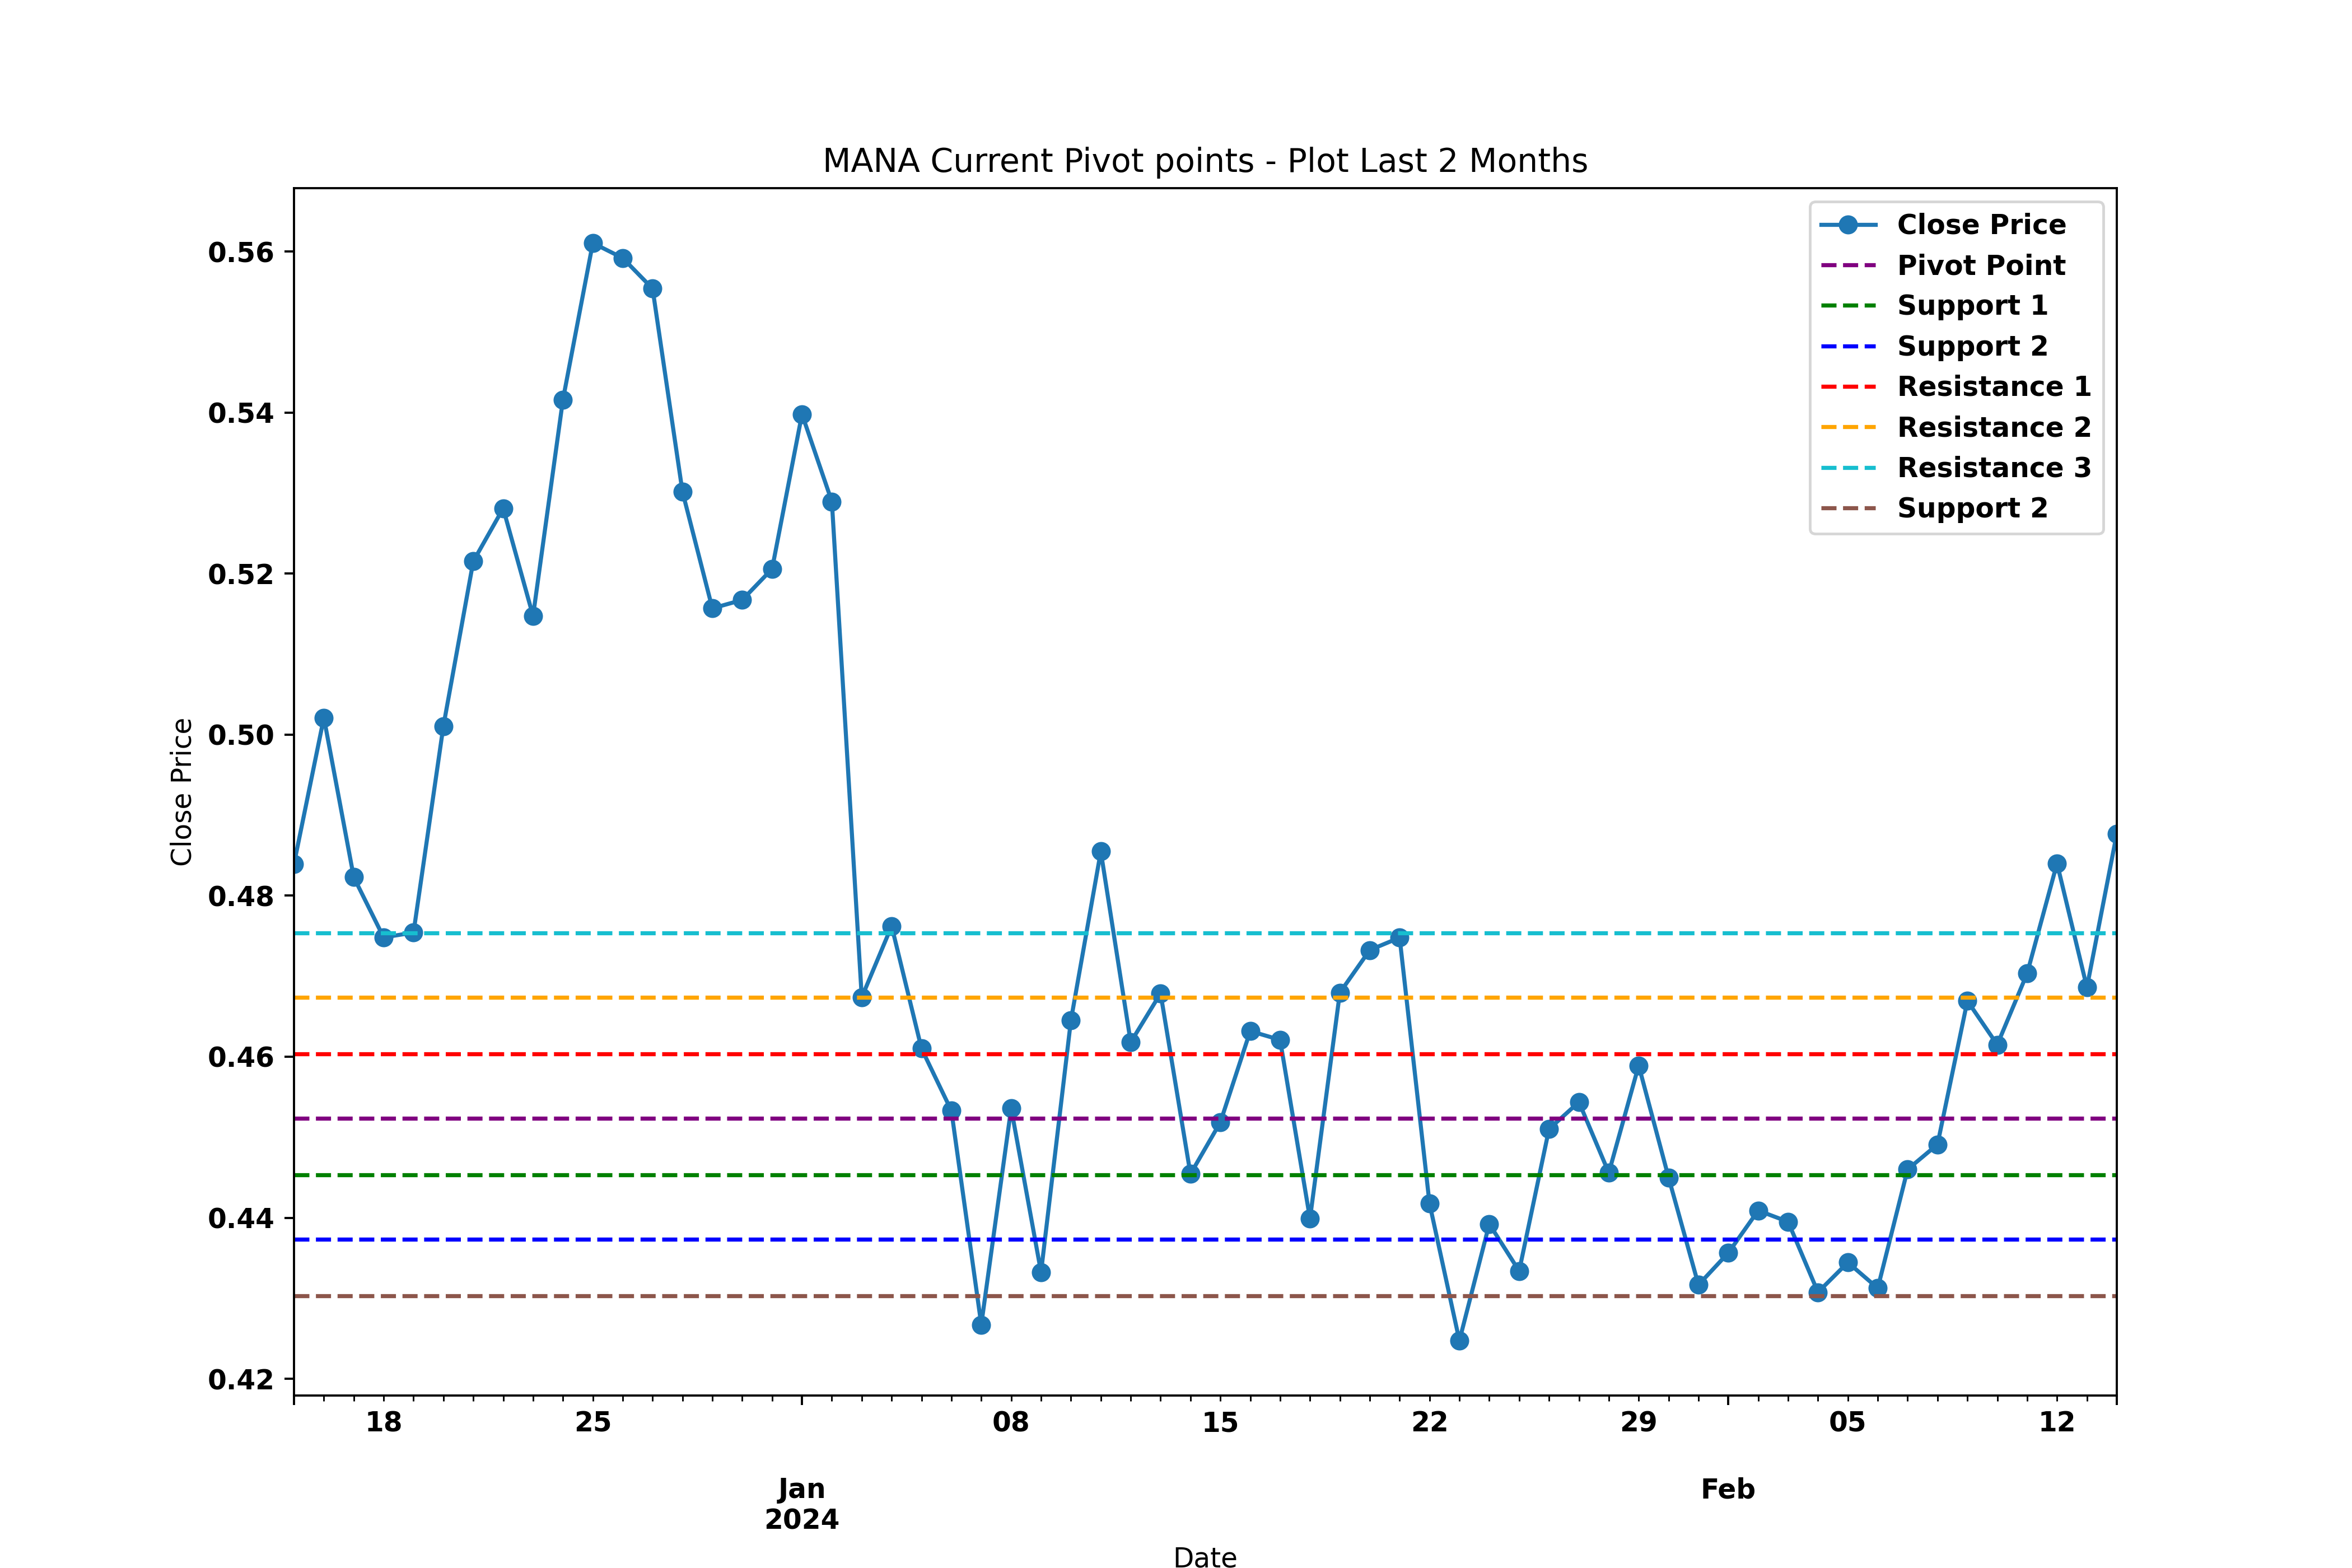 MANA Current Pivot points - Plot Last 2 Months
Close Price
Pivot Point
Support 1
Support 2
Resistance 1
Resistance 2
Resistance 3
Support 2
0.56
0.54
0.52
0.50
0.48
0.46
0.44
0.42
Close Price
18 25 08 15 22 29 05 12
Jan Feb
2024
Date